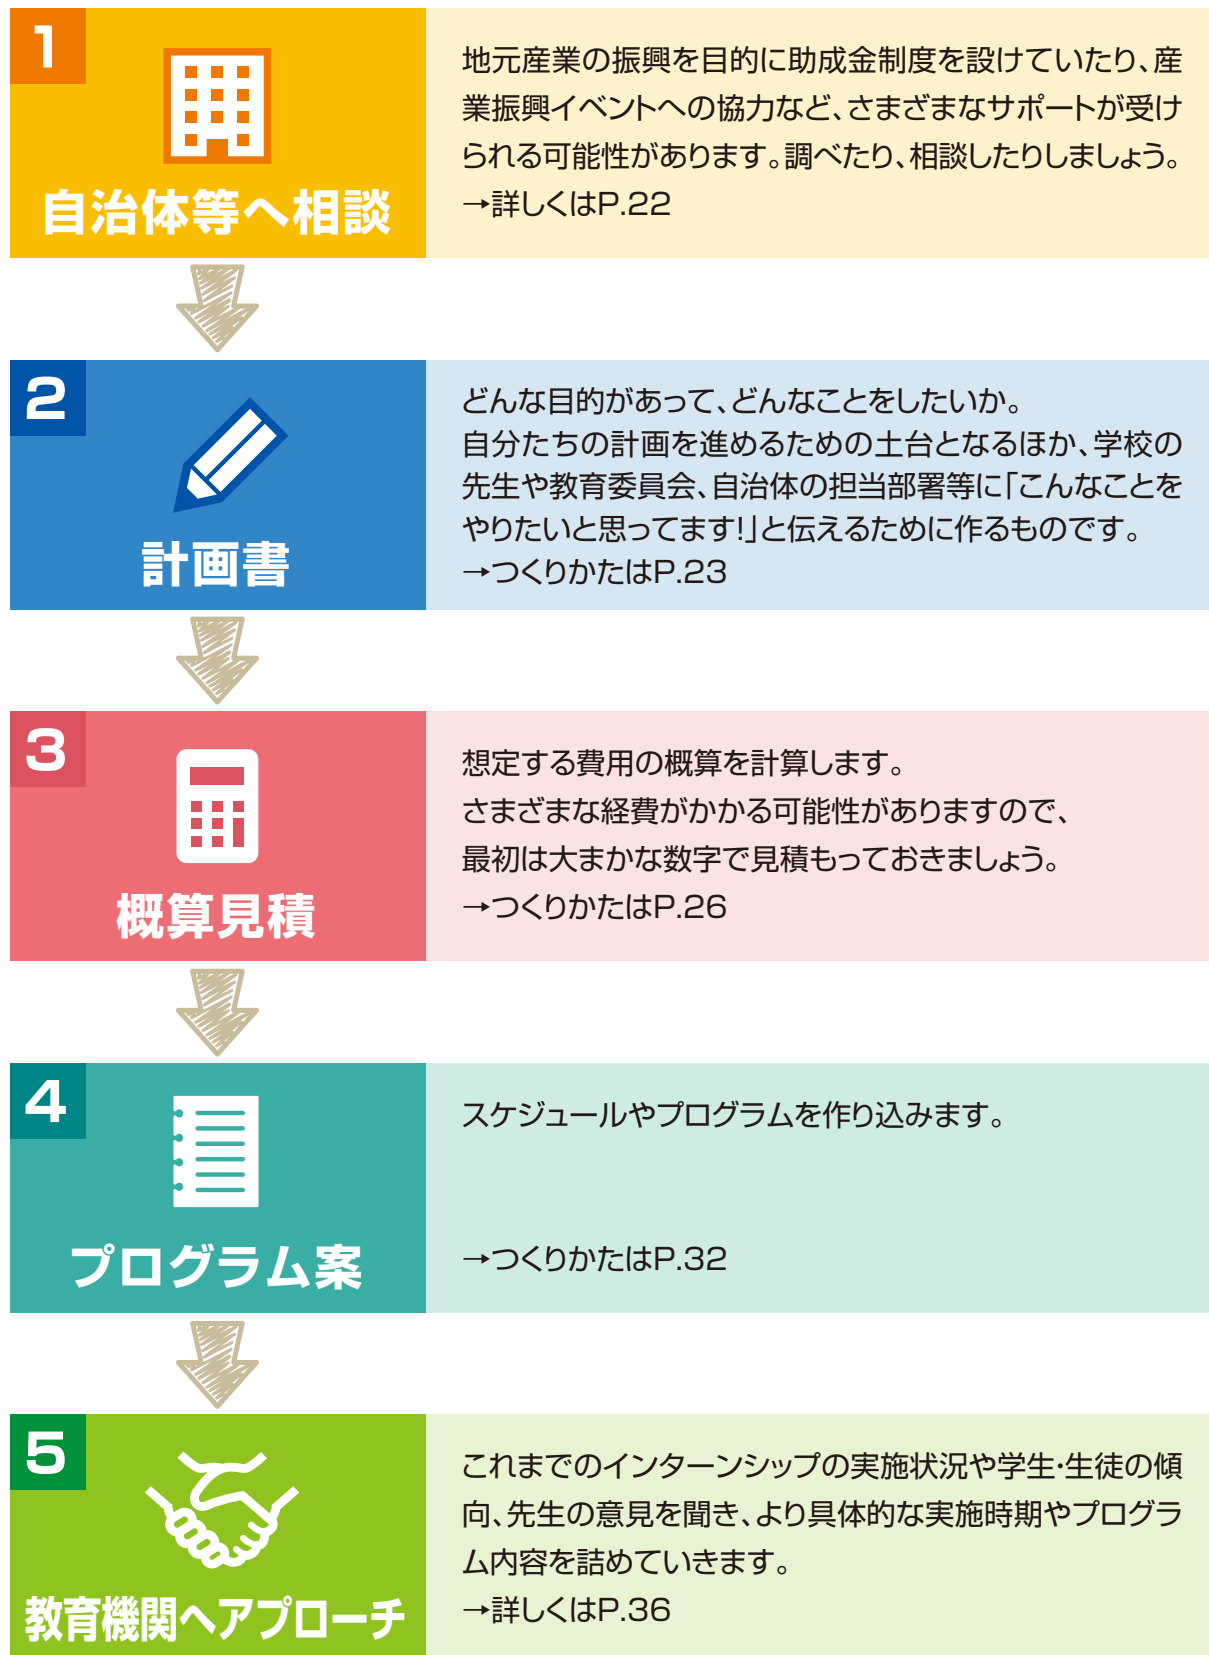 1
自治体等へ相談
地元産業の振興を目的に助成金制度を設けていたり、産
業振興イベントへの協力など、さまざまなサポートが受け
られる可能性があります。調べたり、相談したりしましょう。
→詳しくはP.22
2
計画書
どんな目的があって、どんなことをしたいか。
自分たちの計画を進めるための土台となるほか、学校の
先生や教育委員会、自治体の担当部署等に「こんなことを
やりたいと思ってます!」と伝えるために作るものです。
→つくりかたはP.23
3
概算見積
想定する費用の概算を計算します。
さまざまな経費がかかる可能性がありますので、
最初は大まかな数字で見積もっておきましょう。
→つくりかたはP.26
4
プログラム案
スケジュールやプログラムを作り込みます。
→つくりかたはP.32
5
教育機関へアプローチ
これまでのインターンシップの実施状況や学生・生徒の傾
向、先生の意見を聞き、より具体的な実施時期やプログラ
ム内容を詰めていきます。
→詳しくはP.36